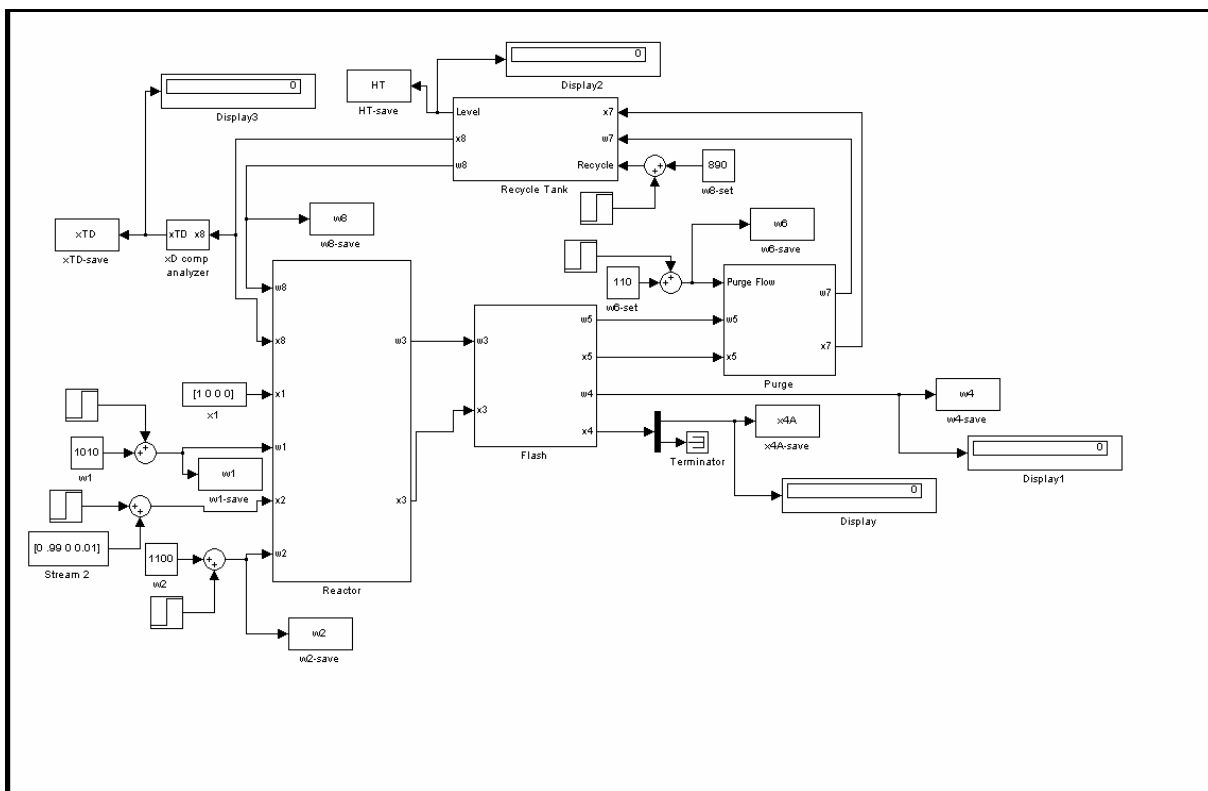 0
Display2
HT
HT-save
0
Display3
Level
x8
w8
x7
w7
Recycle
Recycle Tank
890
w8-set
xTD
xTD-save
xTD x8
xD comp
analyzer
w8
w8-save
w6
w6-save
110
w6-set
Purge Flow
w5
x5
w7
x7
Purge
w8
x8
x1
w1
x2
w2
w3
x3
Reactor
w3
x3
w5
x5
w4
x4
Flash
[1 0 0 0]
x1
1010
w1
w1
w1-save
[0 .99 0 0.01]
Stream 2
1100
w2
w2
w2-save
Terminator
x4A
x4A-save
w4
w4-save
0
Display1
0
Display